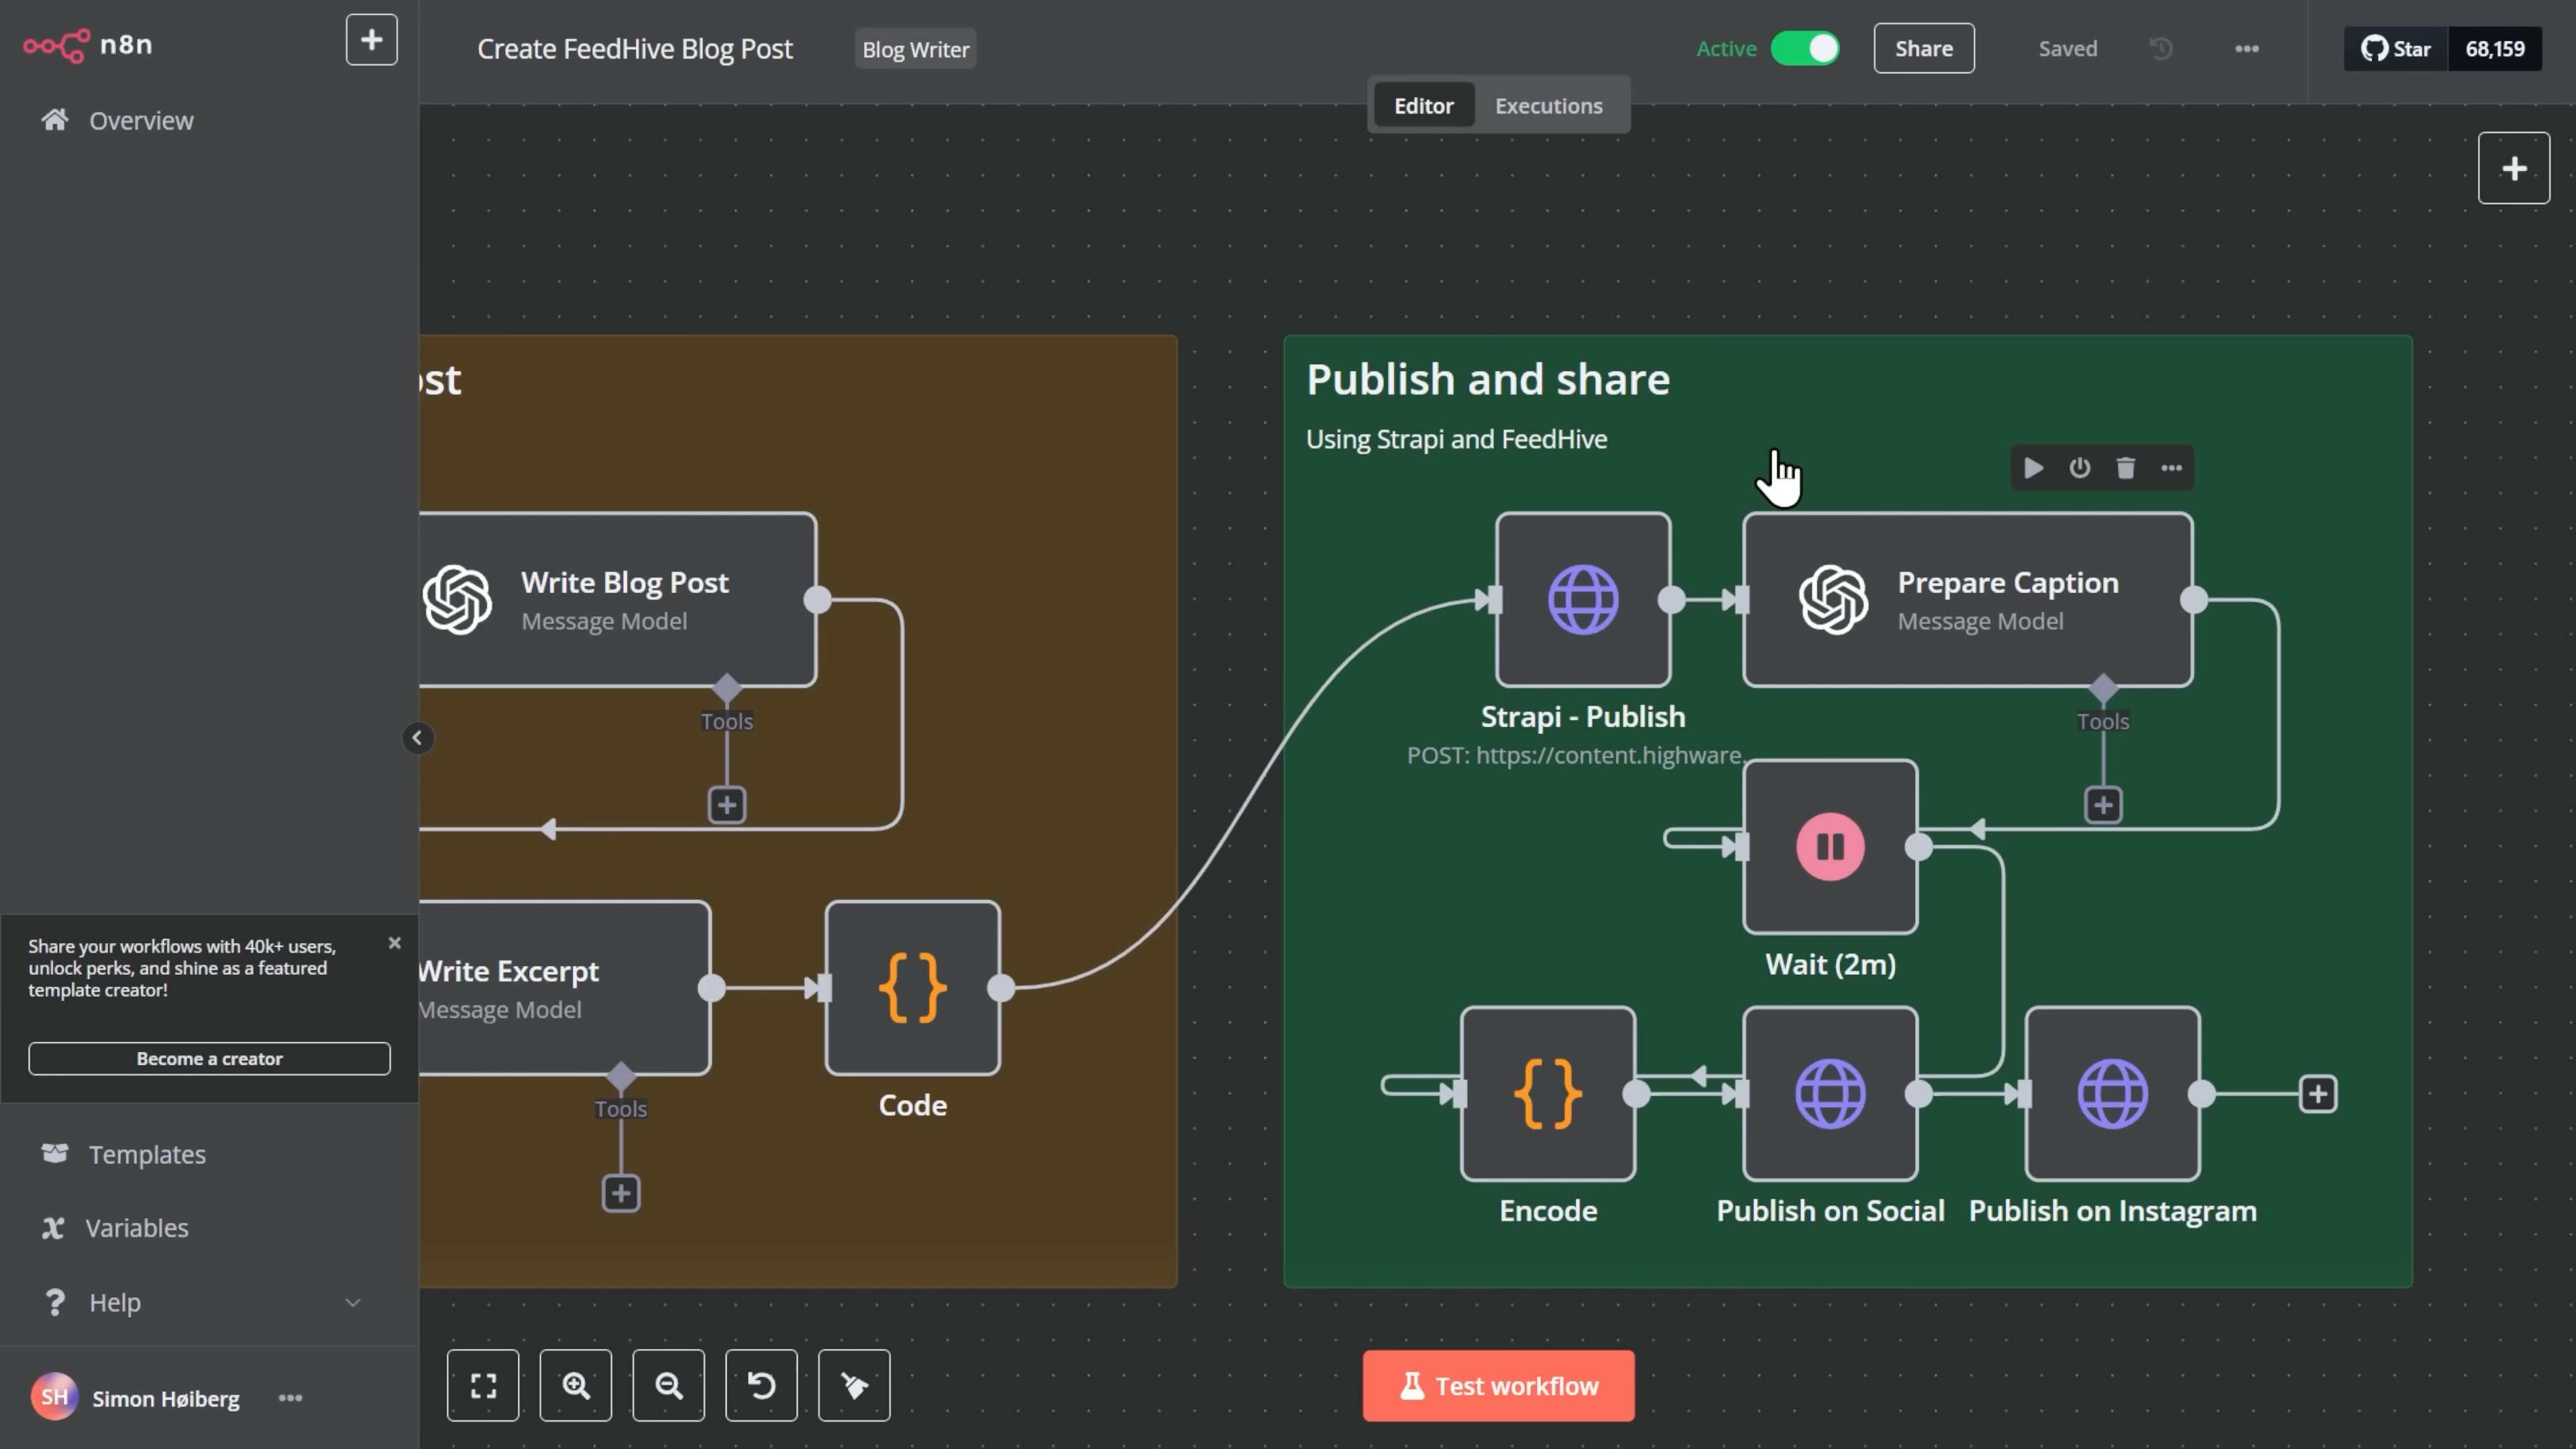 n8n
Create FeedHive Blog Post
Blog Writer
Active
Share
Saved
Star
68,159
Editor
Executions
Overview
ost
Publish and share
Using Strapi and FeedHive
Write Blog Post
Message Model
Tools
Prepare Caption
Message Model
Tools
Strapi - Publish
POST: https://content.highware.
Wait (2m)
Write Excerpt
Message Model
Tools
Code
Encode
Publish on Social
Publish on Instagram
Share your workflows with 40k+ users,
unlock perks, and shine as a featured
template creator!
Become a creator
Templates
Variables
Help
SH
Simon Høiberg
Test workflow